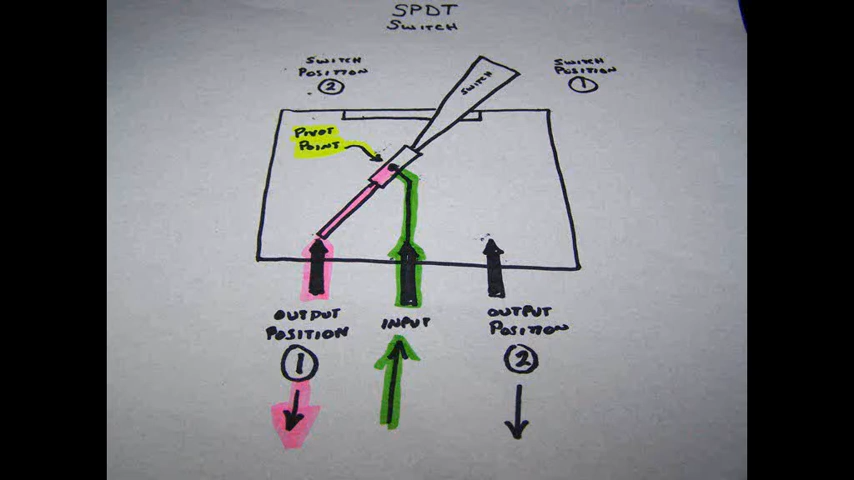 SPDT
SWITCH
SWITCH
POSITION
2
SWITCH
POSITION
1
SWITCH
PIVOT
POINT
OUTPUT
POSITION
1
INPUT
OUTPUT
POSITION
2